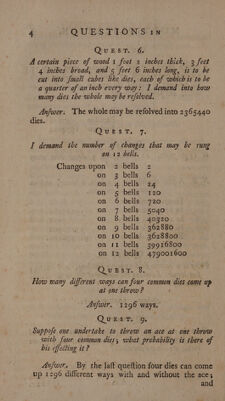 4 QUESTIONS IN
QUEST. 6.
A certain piece of wood 1 foot 2 inches thick, 3 feet
4 inches broad, and 5 feet 6 inches long, is to be
cut into ſmall cubes like dies, each of which is to be
a quarter of an inch every way: I demand into how
many dies the whole may be reſolved.
Anſwer. The whole may be reſolved into 2365440
dies.
QUEST. 7.
I demand the number of changes that may be rung
on 12 bells.
Changes upon 2 bells 2
on 3 bells 6
on 4 bells 24
on 5 bells 120
on 6 bells 720
on 7 bells 5040
on 8 bells 40320
on 9 bells 362880
on 10 bells 3628800
on 11 bells 39916800
on 12 bells 479001600
QUEST. 8.
How many different ways can four common dies come up
at one throw?
Anſwer. 1296 ways.
QUEST. 9.
Suppoſe one undertake to throw an ace at one throw
with four common dies; what probability is there of
his effecting it?
Anſwer. By the laſt queſtion four dies can come
up 1296 different ways with and without the ace;
and